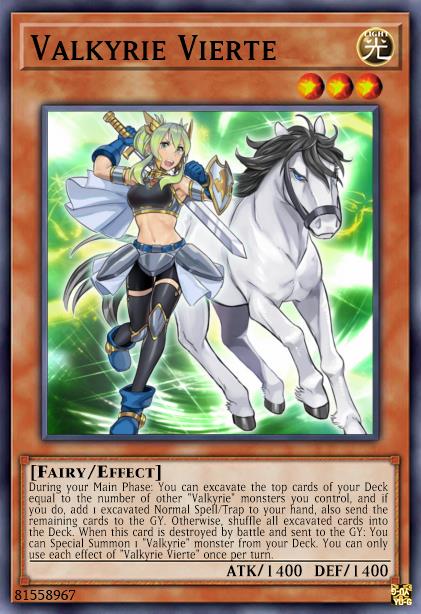 VALKYRIE VIERTE
LIGHT
光
[FAIRY/EFFECT]
During your Main Phase: You can excavate the top cards of your Deck
equal to the number of other "Valkyrie" monsters you control, and if
you do, add 1 excavated Normal Spell/Trap to your hand, also send the
remaining cards to the GY. Otherwise, shuffle all excavated cards into
the Deck. When this card is destroyed by battle and sent to the GY: You
can Special Summon 1 "Valkyrie" monster from your Deck. You can only
use each effect of "Valkyrie Vierte" once per turn.
ATK/1400 DEF/1400
81558967